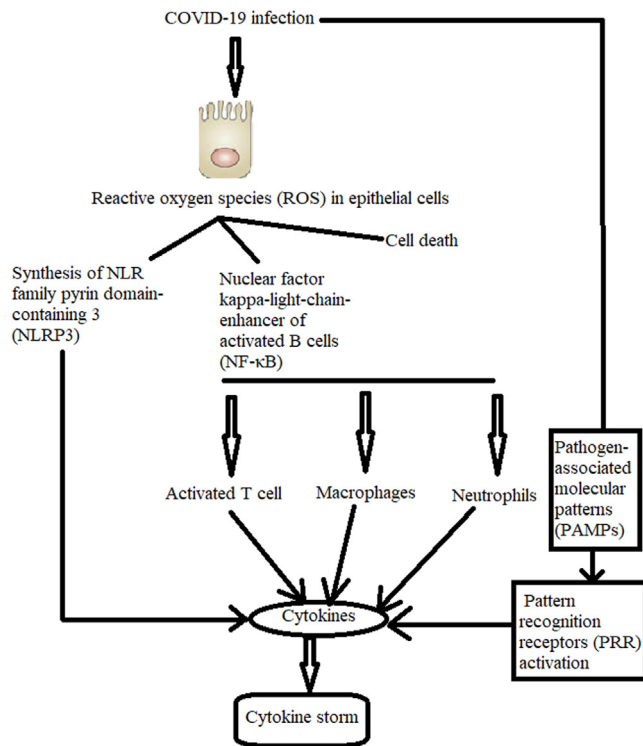 COVID-19 infection
Reactive oxygen species (ROS) in epithelial cells
Cell death
Synthesis of NLR
family pyrin domain-
containing 3
(NLRP3)
Nuclear factor
kappa-light-chain-
enhancer of
activated B cells
(NF-κB)
Activated T cell
Macrophages
Neutrophils
Pathogen-
associated
molecular
patterns
(PAMPs)
Cytokines
Pattern
recognition
receptors (PRR)
activation
Cytokine storm